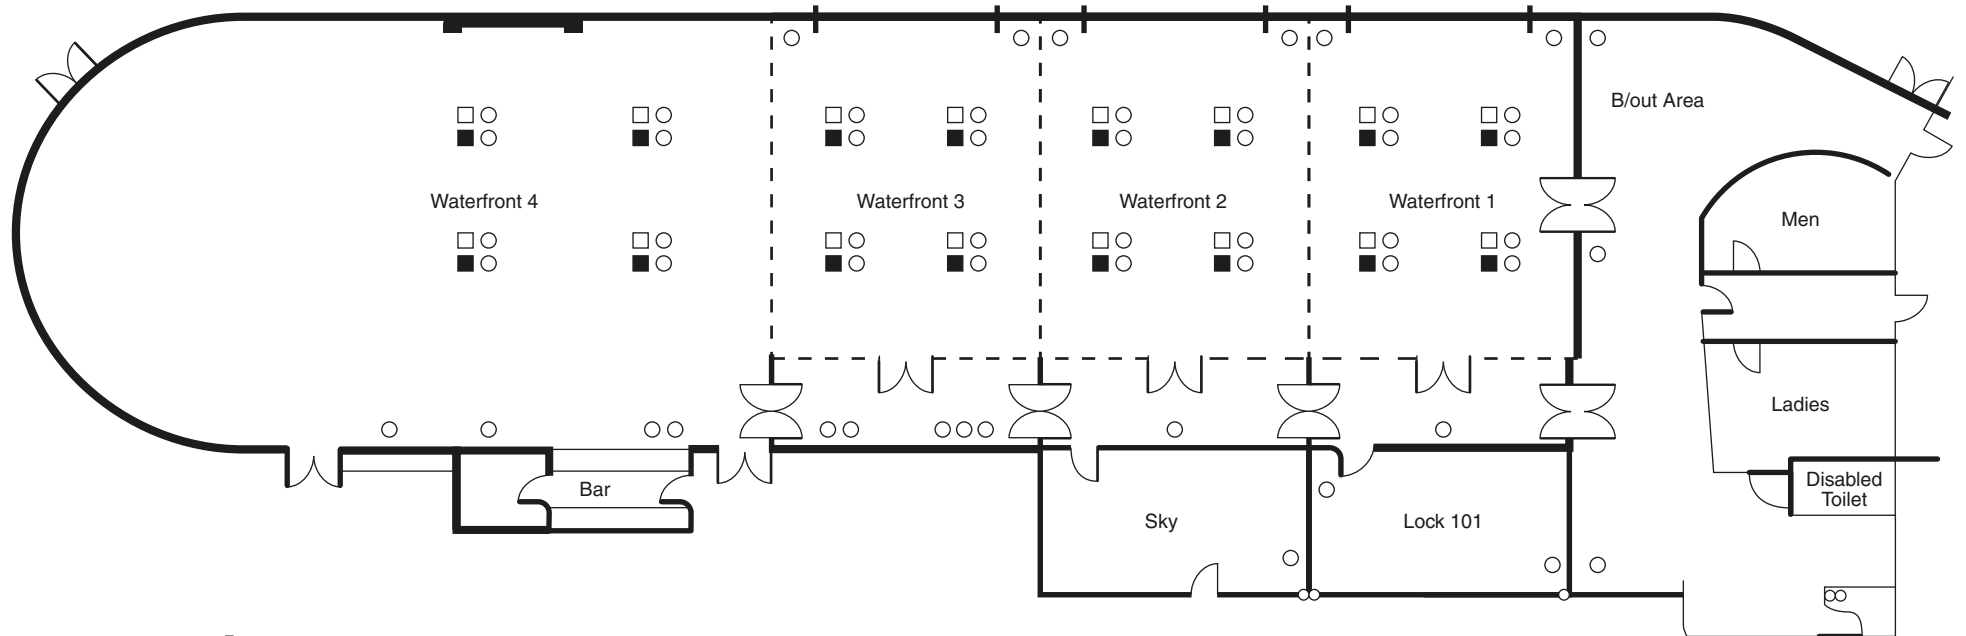 B/out Area
Waterfront 4
Waterfront 3
Waterfront 2
Waterfront 1
Men
Ladies
Bar
Disabled
Toilet
Sky
Lock 101